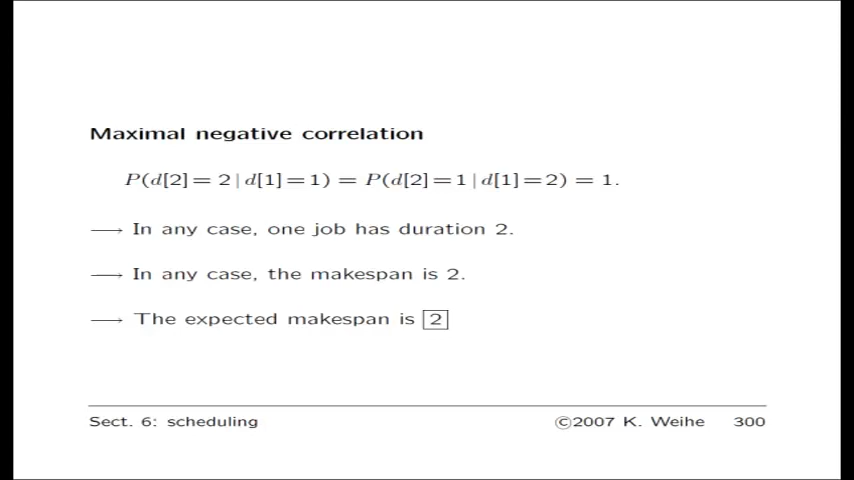 Maximal negative correlation
P(d[2] = 2 | d[1] = 1) = P(d[2] = 1 | d[1] = 2) = 1.
⟶ In any case, one job has duration 2.
⟶ In any case, the makespan is 2.
⟶ The expected makespan is 2
Sect. 6: scheduling ©2007 K. Weihe 300